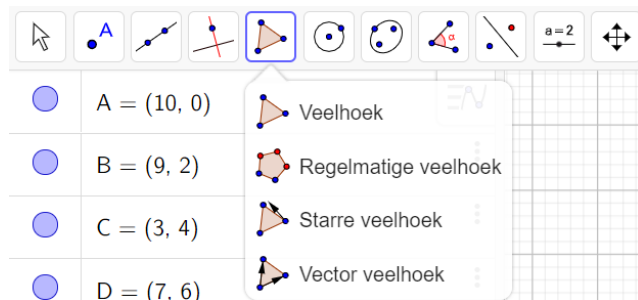 A
α
a=2
A = (10, 0)
B = (9, 2)
C = (3, 4)
D = (7, 6)
Veelhoek
Regelmatige veelhoek
Starre veelhoek
Vector veelhoek